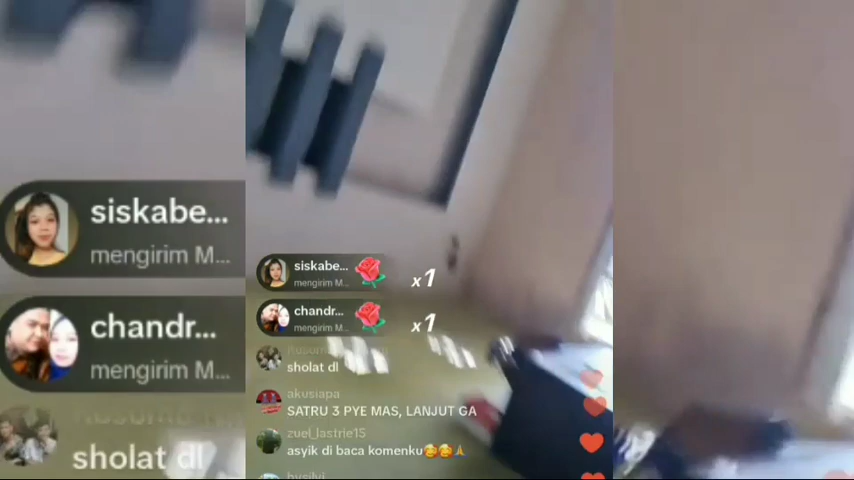 siskabe...
mengirim M...
chandr...
mengirim M...
sholat dl
siskabe...
mengirim M...
x1
chandr...
mengirim M...
x1
sholat dl
akusiapa
SATRU 3 PYE MAS, LANJUT GA
zuel_lastrie15
asyik di baca komenku🥰🥰🙏